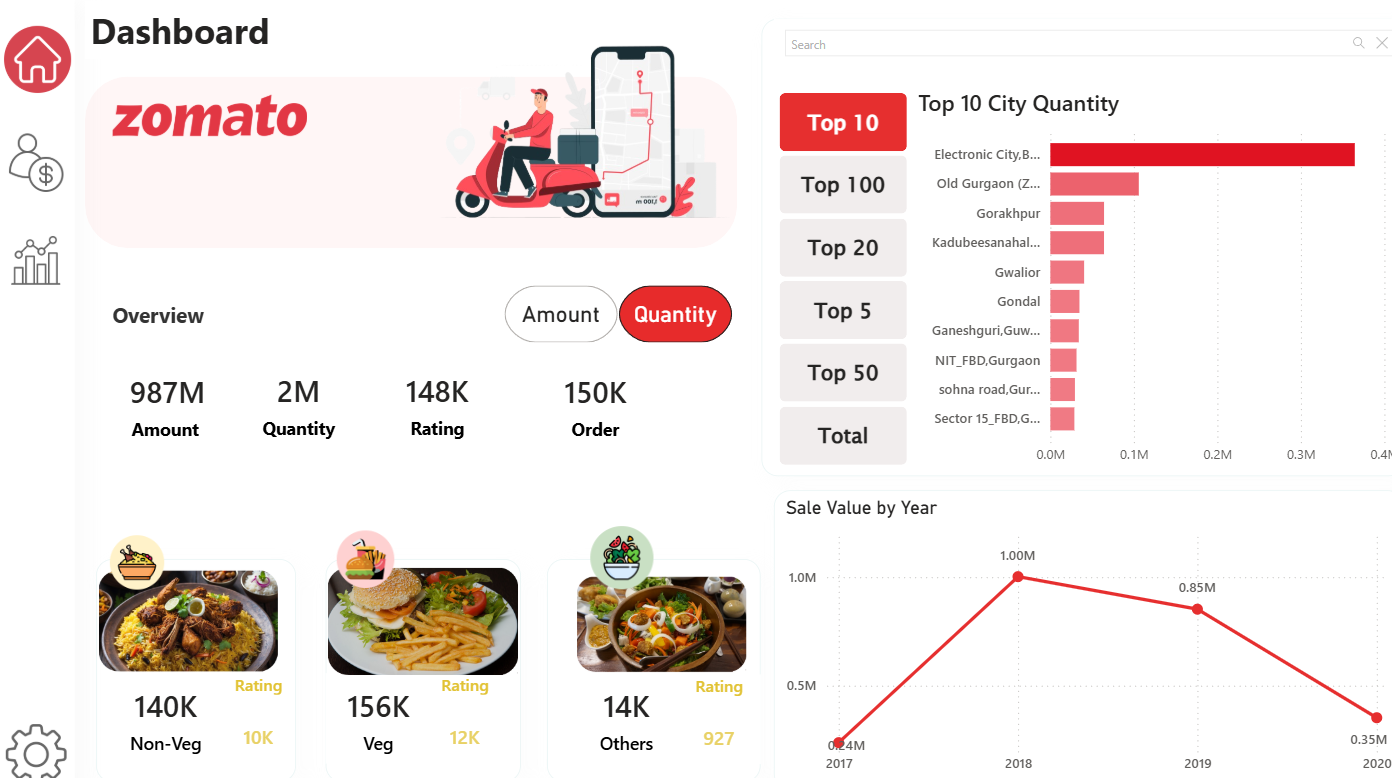 Dashboard
zomato
Search
Top 10
Top 100
Top 20
Top 5
Top 50
Total
Top 10 City Quantity
Electronic City,B...
Old Gurgaon (Z...
Gorakhpur
Kadubeesanahal...
Gwalior
Gondal
Ganeshguri,Guw...
NIT_FBD,Gurgaon
sohna road,Gur...
Sector 15_FBD,G...
0.0M 0.1M 0.2M 0.3M 0.4M
Overview
Amount Quantity
987M 2M 148K 150K
Amount Quantity Rating Order
Rating
140K
Non-Veg
10K
Rating
156K
Veg
12K
Rating
14K
Others
927
Sale Value by Year
1.0M
0.5M
0.24M
1.00M
0.85M
0.35M
2017 2018 2019 2020